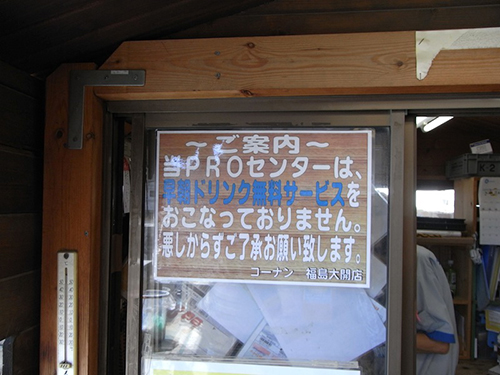 ～ご案内～
当PROセンターは、
早朝ドリンク無料サービスを
おこなっておりません。
悪しからずご了承お願い致します。
コーナン 福島大開店